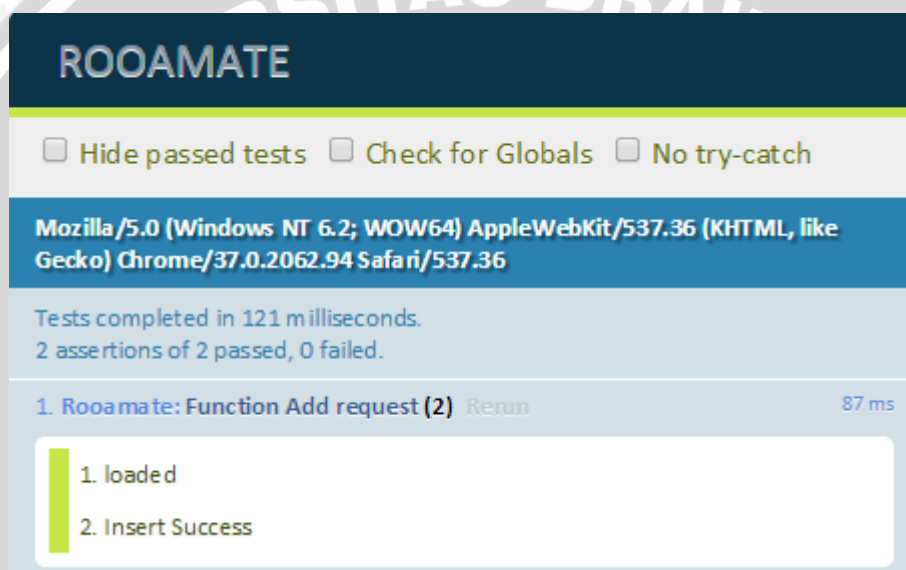 ROOAMATE
Hide passed tests Check for Globals No try-catch
Mozilla/5.0 (Windows NT 6.2; WOW64) AppleWebKit/537.36 (KHTML, like
Gecko) Chrome/37.0.2062.94 Safari/537.36
Tests completed in 121 milliseconds.
2 assertions of 2 passed, 0 failed.
1. Rooamate: Function Add request (2) Rerun 87 ms
1. loaded
2. Insert Success